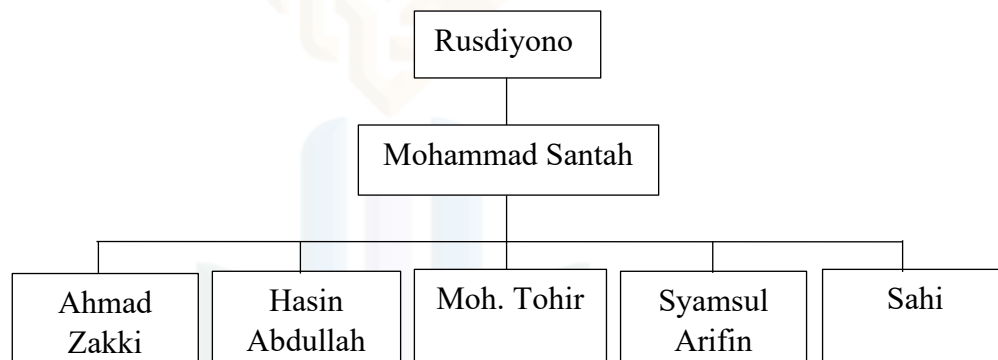 Rusdiyono
Mohammad Santah
Ahmad
Zakki
Hasin
Abdullah
Moh. Tohir
Syamsul
Arifin
Sahi